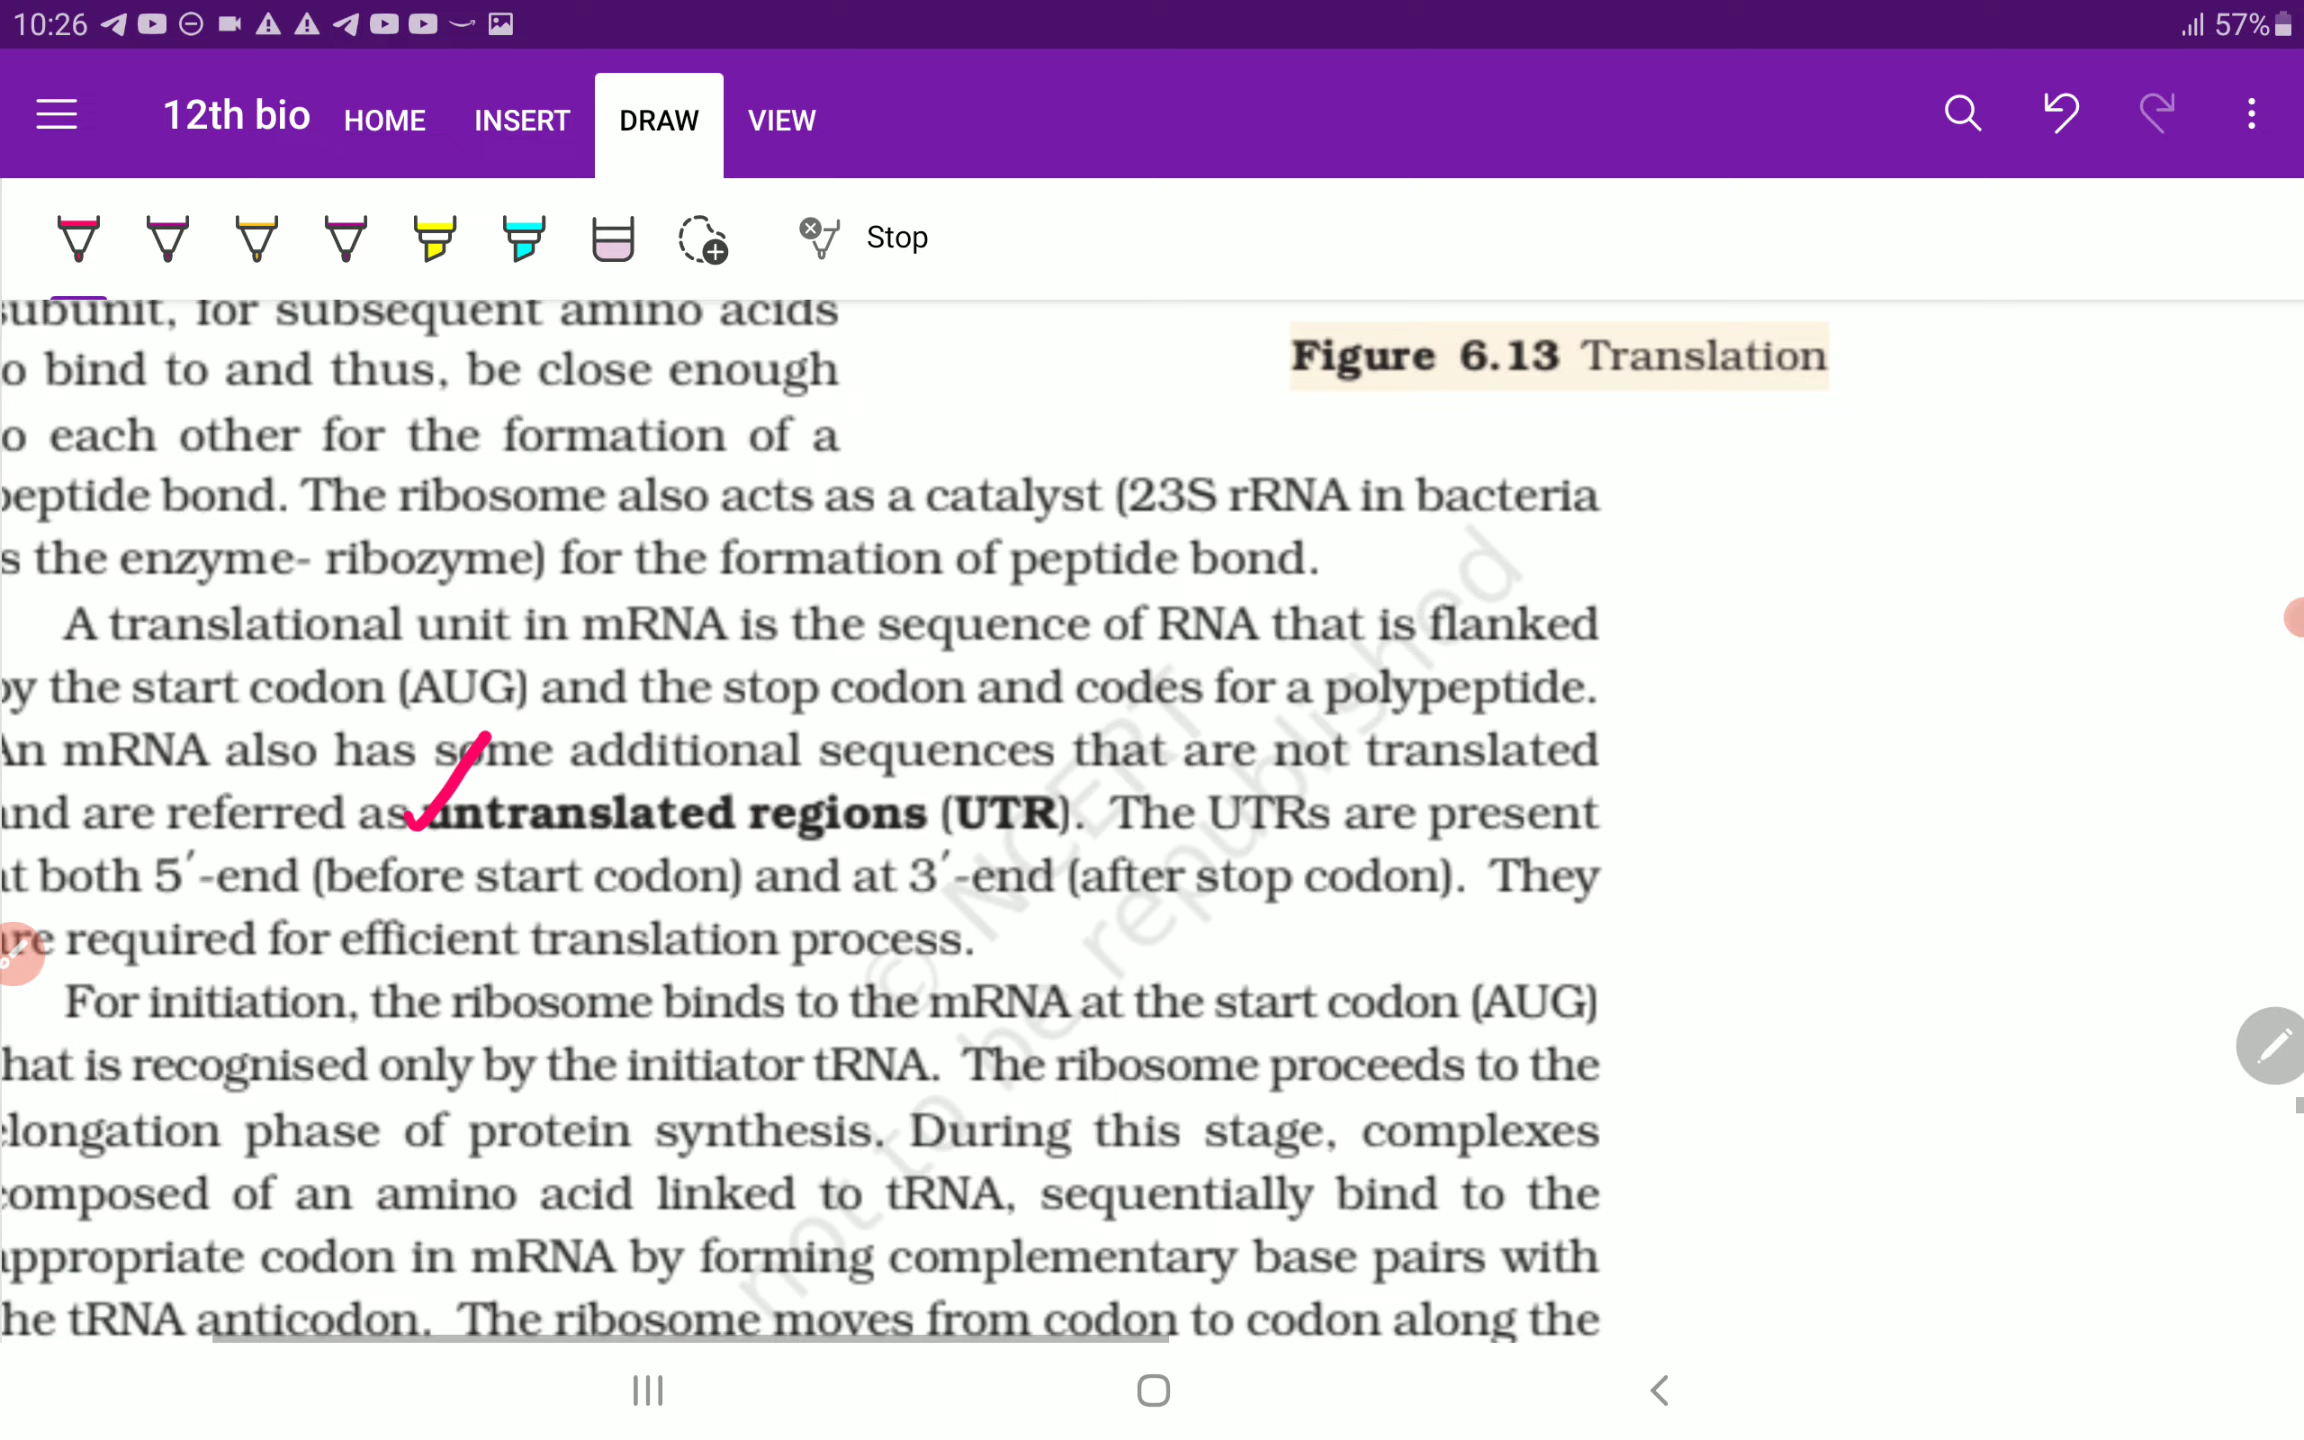 10:26 57%
12th bio HOME INSERT DRAW VIEW
Stop
subunit, for subsequent amino acids
o bind to and thus, be close enough
Figure 6.13 Translation
o each other for the formation of a
peptide bond. The ribosome also acts as a catalyst (23S rRNA in bacteria
s the enzyme- ribozyme) for the formation of peptide bond.
A translational unit in mRNA is the sequence of RNA that is flanked
by the start codon (AUG) and the stop codon and codes for a polypeptide.
An mRNA also has some additional sequences that are not translated
and are referred as untranslated regions (UTR). The UTRs are present
at both 5′-end (before start codon) and at 3′-end (after stop codon). They
are required for efficient translation process.
For initiation, the ribosome binds to the mRNA at the start codon (AUG)
hat is recognised only by the initiator tRNA. The ribosome proceeds to the
elongation phase of protein synthesis. During this stage, complexes
composed of an amino acid linked to tRNA, sequentially bind to the
appropriate codon in mRNA by forming complementary base pairs with
he tRNA anticodon. The ribosome moves from codon to codon along the
© NCERT
not to be republished